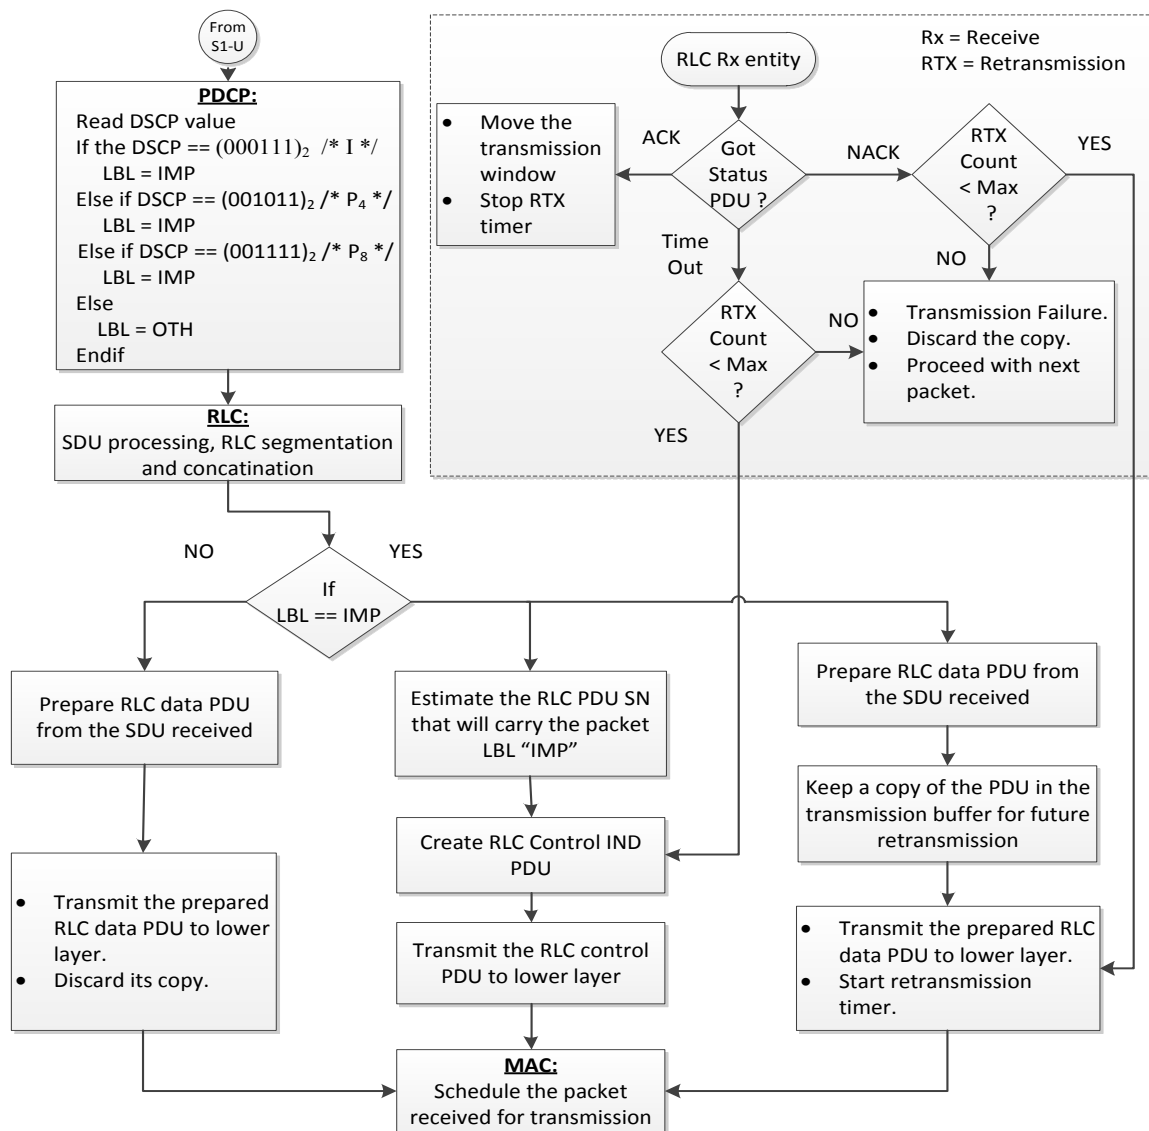 From
S1-U
PDCP:
Read DSCP value
If the DSCP == (000111)₂ /* I */
LBL = IMP
Else if DSCP == (001011)₂ /* P₄ */
LBL = IMP
Else if DSCP == (001111)₂ /* P₈ */
LBL = IMP
Else
LBL = OTH
Endif
RLC:
SDU processing, RLC segmentation
and concatination
Rx = Receive
RTX = Retransmission
RLC Rx entity
• Move the
transmission
window
• Stop RTX
timer
ACK
Got
Status
PDU ?
NACK
RTX
Count
< Max
?
YES
Time
Out
NO
RTX
Count
< Max
?
NO
• Transmission Failure.
• Discard the copy.
• Proceed with next
packet.
YES
NO
YES
If
LBL == IMP
Prepare RLC data PDU
from the SDU received
Estimate the RLC PDU SN
that will carry the packet
LBL “IMP”
Prepare RLC data PDU from
the SDU received
Keep a copy of the PDU in the
transmission buffer for future
retransmission
Create RLC Control IND
PDU
• Transmit the prepared
RLC data PDU to lower
layer.
• Discard its copy.
Transmit the RLC control
PDU to lower layer
• Transmit the prepared RLC
data PDU to lower layer.
• Start retransmission
timer.
MAC:
Schedule the packet
received for transmission